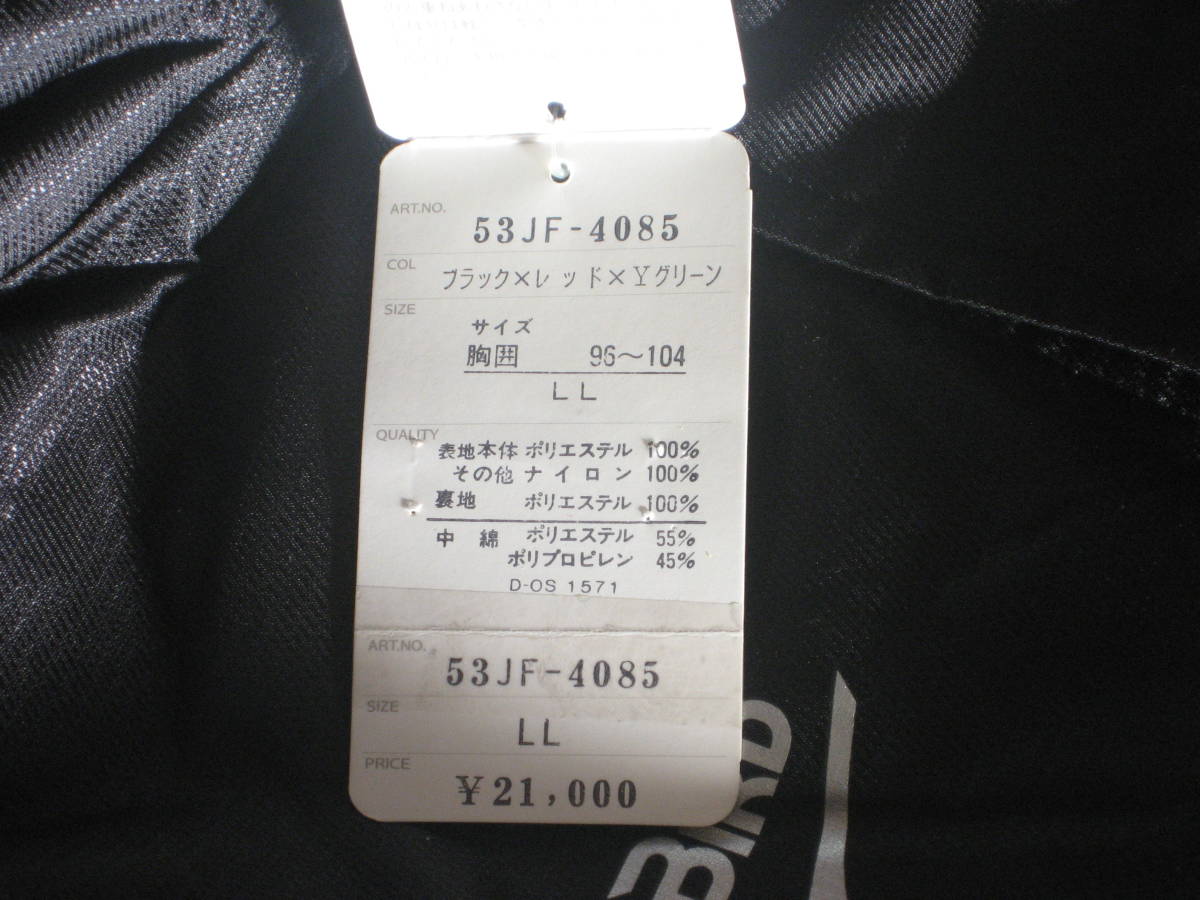 ART.NO.
53JF-4085
COL
ブラック×レッド×Yグリーン
SIZE
サイズ
胸囲 96〜104
LL
QUALITY
表地本体 ポリエステル 100%
その他 ナイロン 100%
裏地 ポリエステル 100%
中綿 ポリエステル 55%
ポリプロピレン 45%
D-OS 1571
ART.NO.
53JF-4085
SIZE
LL
PRICE
¥21,000
BIRD